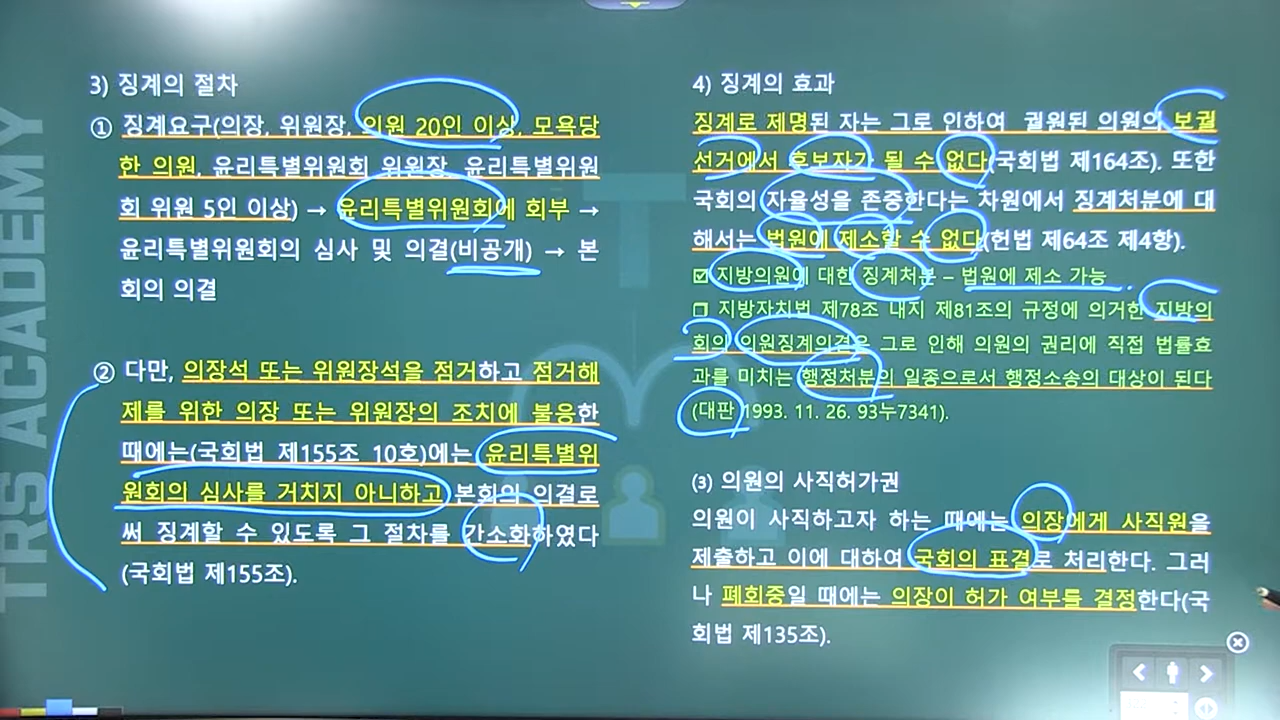 3) 징계의 절차
① 징계요구(의장, 위원장, 의원 20인 이상, 모욕당
한 의원, 윤리특별위원회 위원장, 윤리특별위원
회 위원 5인 이상) → 윤리특별위원회에 회부 →
윤리특별위원회의 심사 및 의결(비공개) → 본
회의 의결
② 다만, 의장석 또는 위원장석을 점거하고 점거해
제를 위한 의장 또는 위원장의 조치에 불응한
때에는(국회법 제155조 10호)에는 윤리특별위
원회의 심사를 거치지 아니하고 본회의 의결로
써 징계할 수 있도록 그 절차를 간소화하였다
(국회법 제155조).
4) 징계의 효과
징계로 제명된 자는 그로 인하여 궐원된 의원의 보궐
선거에서 후보자가 될 수 없다(국회법 제164조). 또한
국회의 자율성을 존중한다는 차원에서 징계처분에 대
해서는 법원에 제소할 수 없다(헌법 제64조 제4항).
☑ 지방의원에 대한 징계처분 – 법원에 제소 가능
❒ 지방자치법 제78조 내지 제81조의 규정에 의거한 지방의
회의 의원징계의결은 그로 인해 의원의 권리에 직접 법률효
과를 미치는 행정처분의 일종으로서 행정소송의 대상이 된다
(대판 1993. 11. 26. 93누7341).
(3) 의원의 사직허가권
의원이 사직하고자 하는 때에는 의장에게 사직원을
제출하고 이에 대하여 국회의 표결로 처리한다. 그러
나 폐회중일 때에는 의장이 허가 여부를 결정한다(국
회법 제135조).
TRS ACADEMY